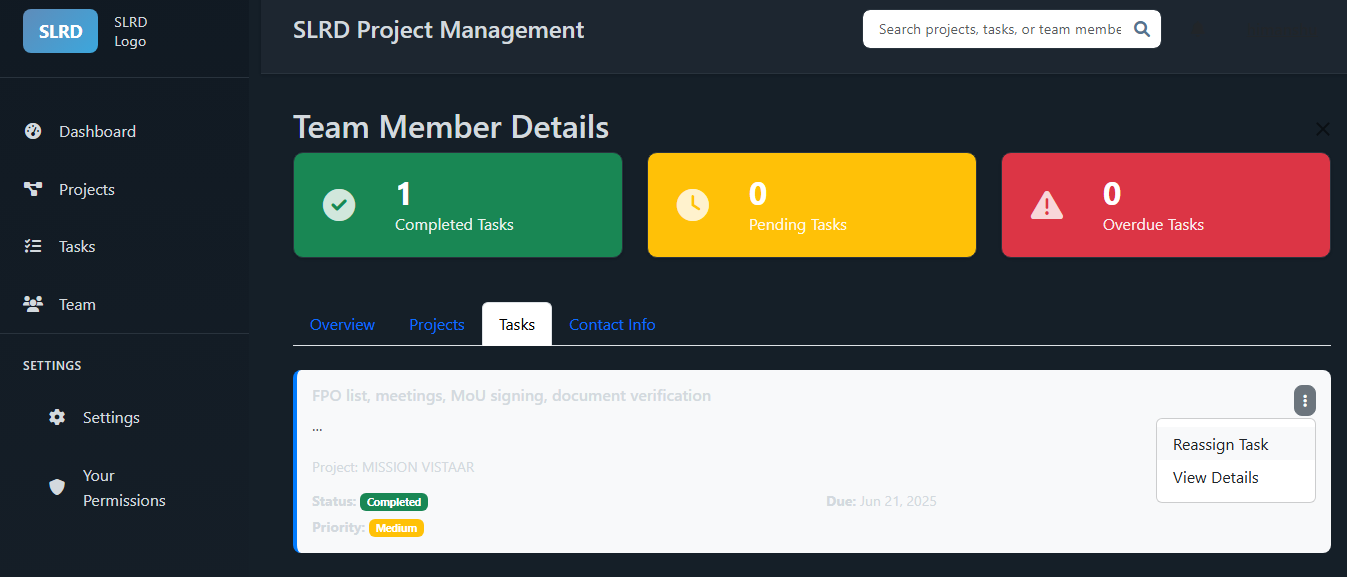 SLRD
SLRD
Logo
SLRD Project Management
Search projects, tasks, or team membe
Dashboard
Projects
Tasks
Team
SETTINGS
Settings
Your
Permissions
Team Member Details
1
Completed Tasks
0
Pending Tasks
0
Overdue Tasks
Overview
Projects
Tasks
Contact Info
FPO list, meetings, MoU signing, document verification
...
Project: MISSION VISTAAR
Status: Completed
Due: Jun 21, 2025
Priority: Medium
Reassign Task
View Details